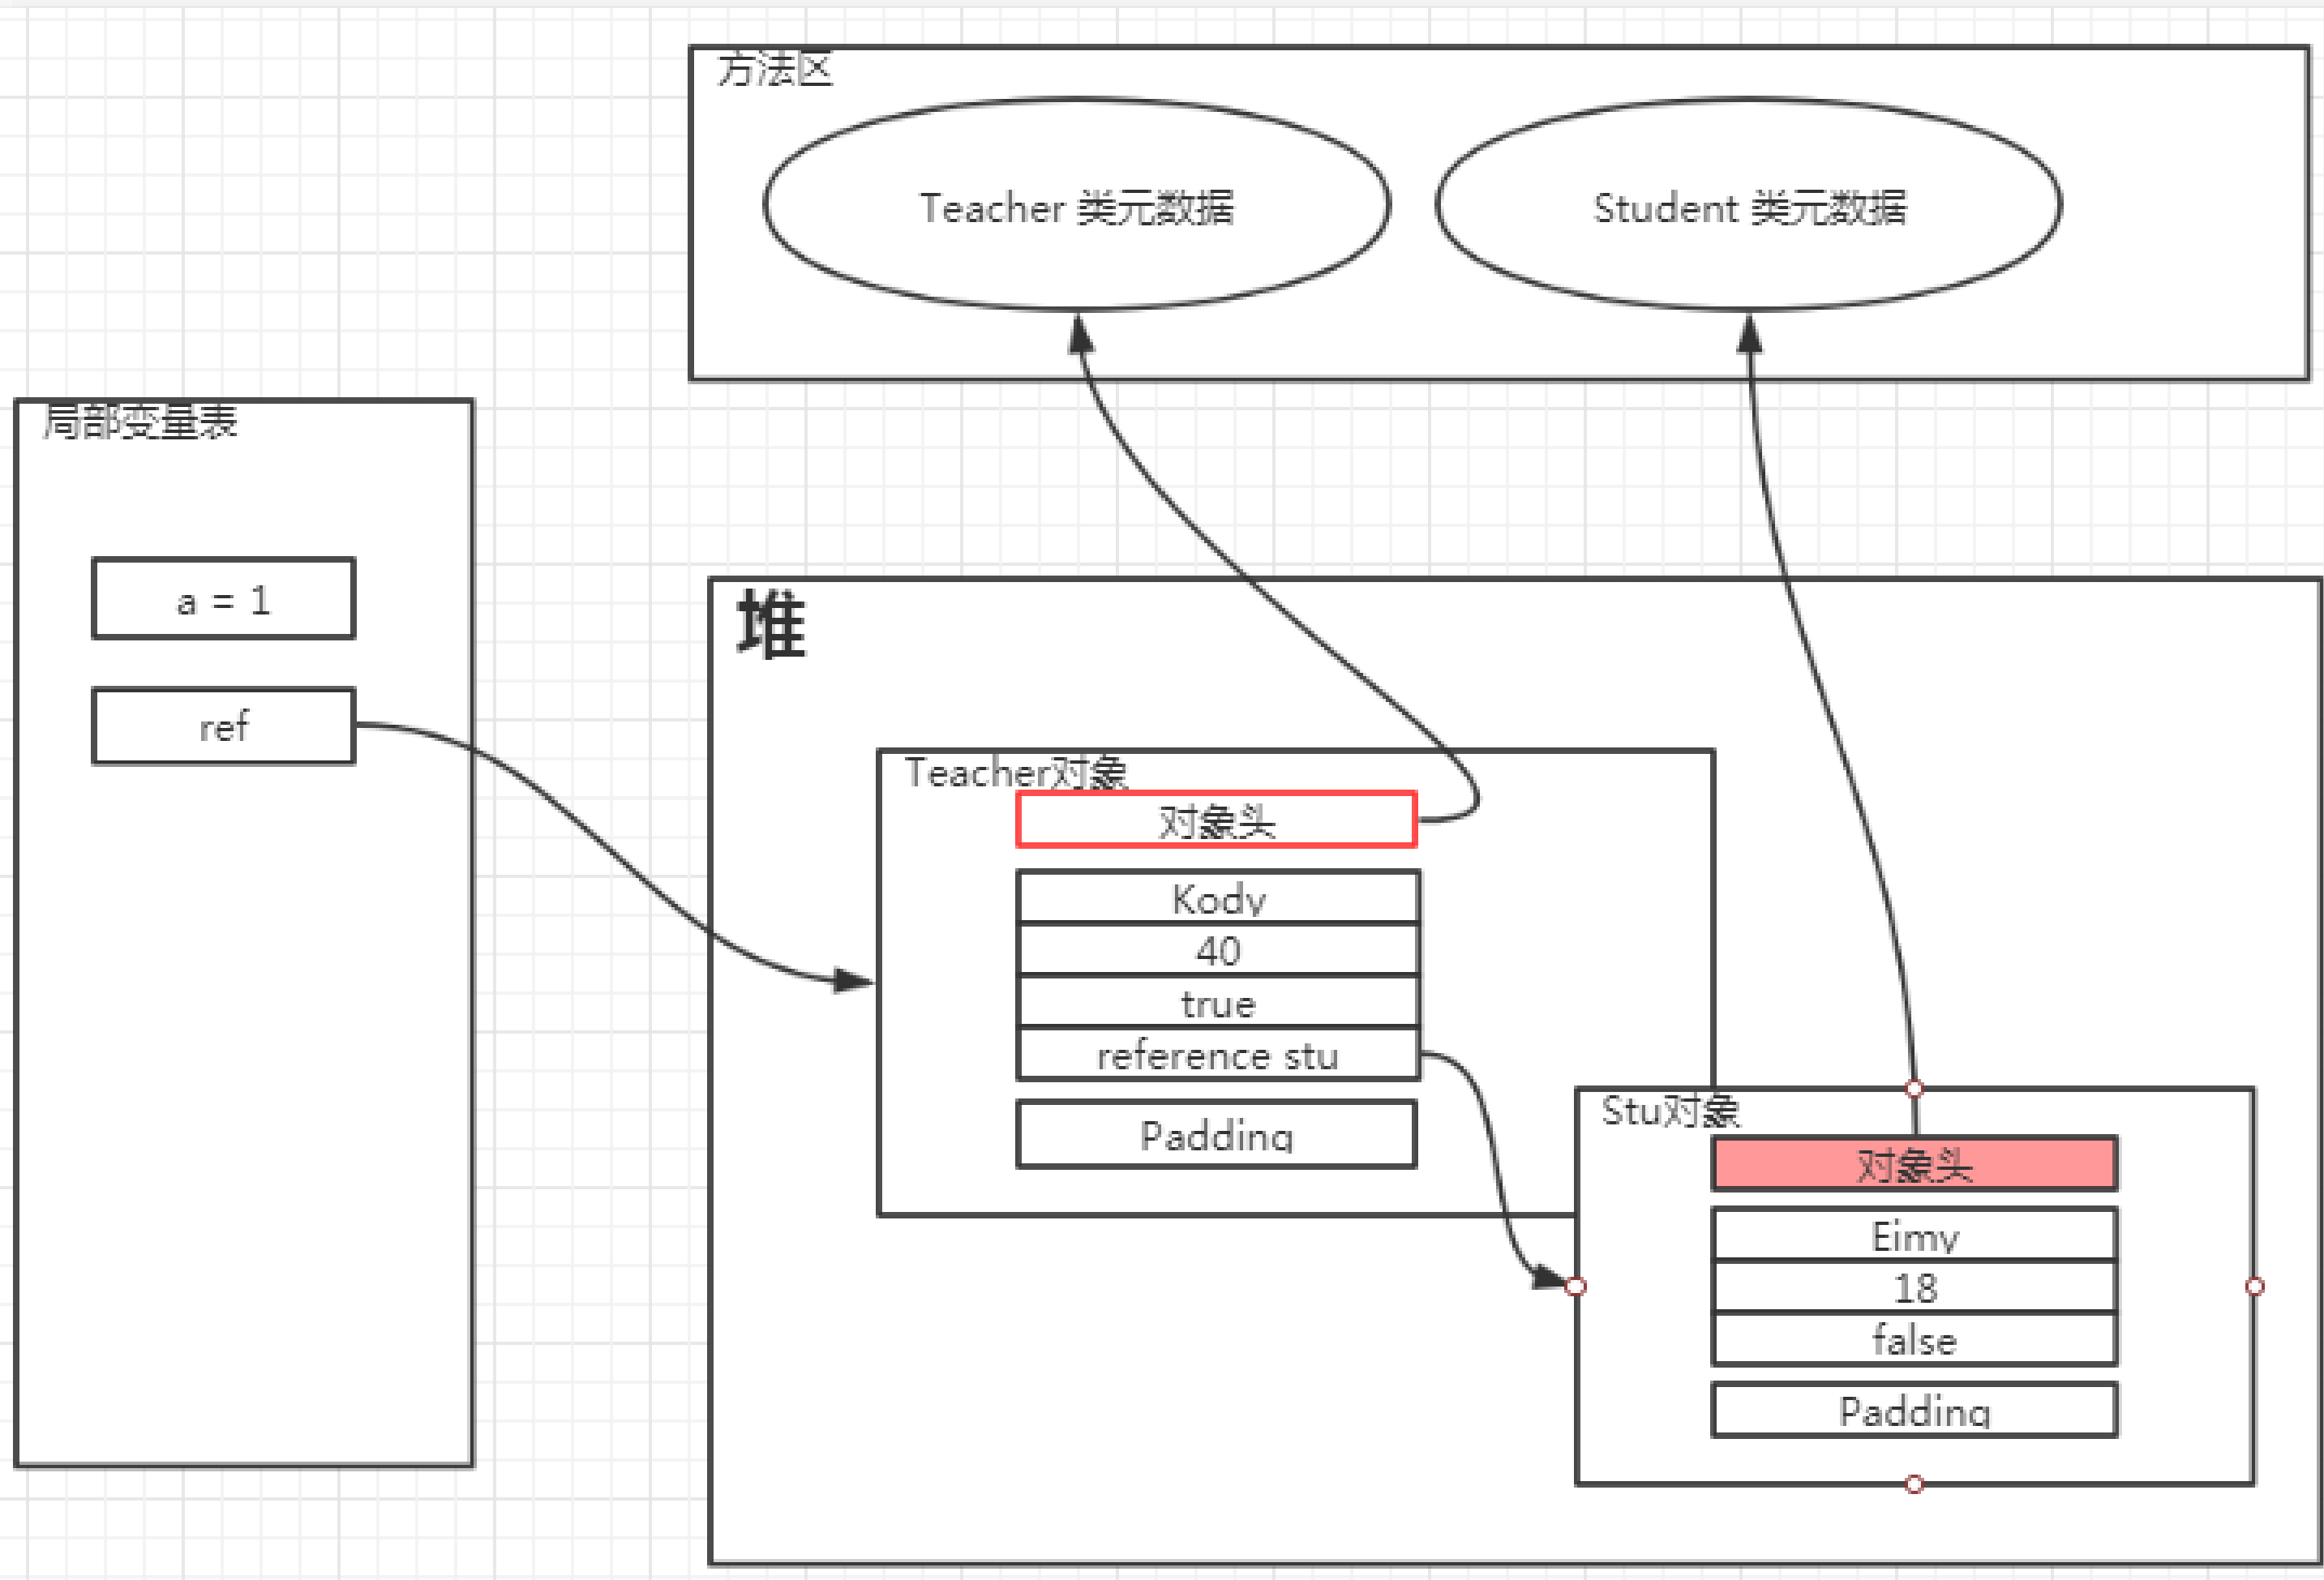 方法区
Teacher 类元数据
Student 类元数据
局部变量表
a = 1
ref
堆
Teacher对象
对象头
Kody
40
true
reference stu
Padding
Stu对象
对象头
Eimy
18
false
Padding